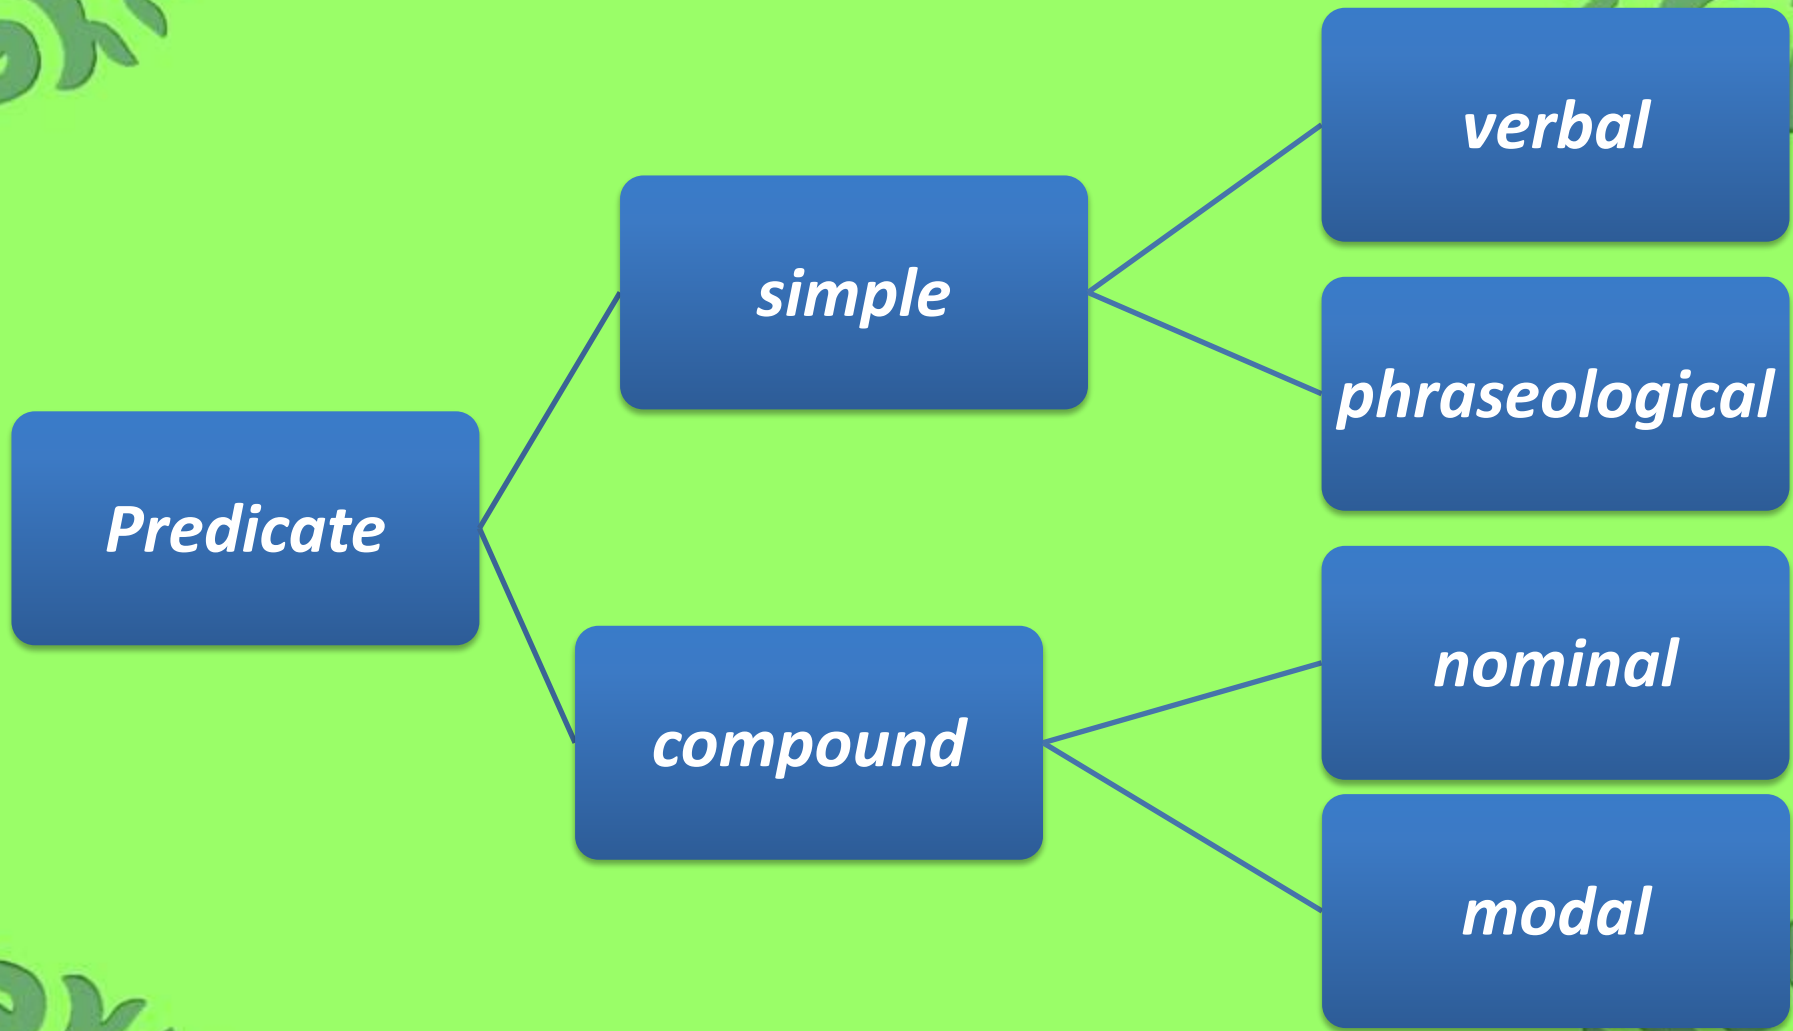 Predicate
simple
verbal
phraseological
compound
nominal
modal